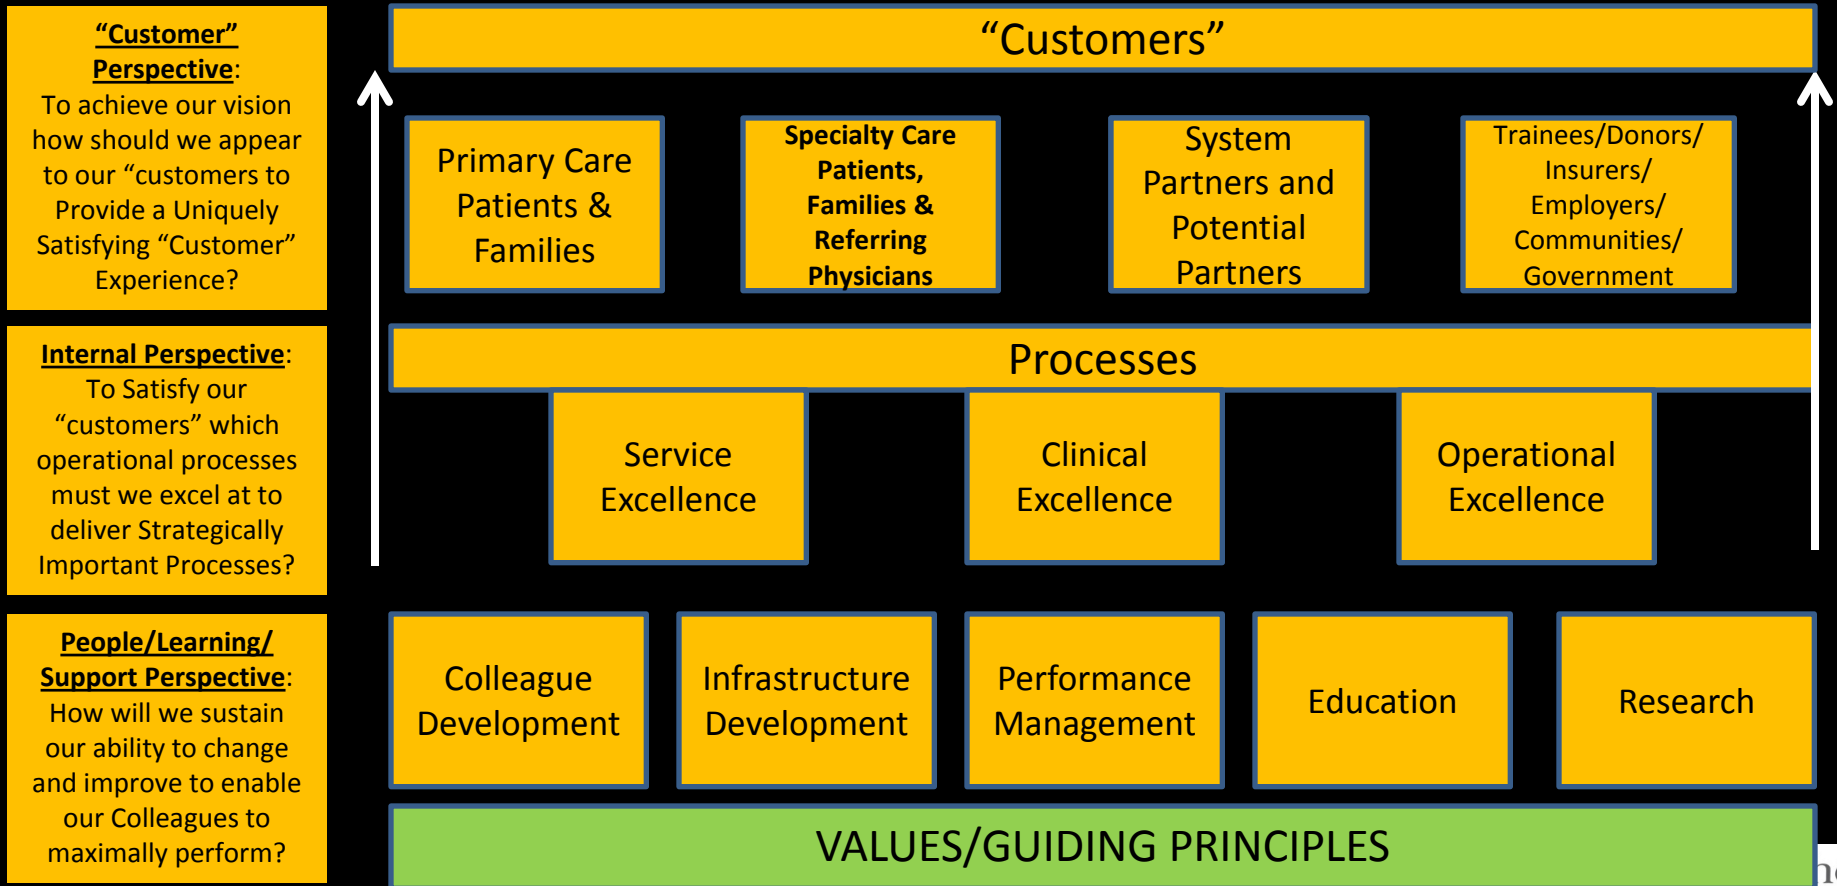 “Customer”
Perspective:
To achieve our vision
how should we appear
to our “customers to
Provide a Uniquely
Satisfying “Customer”
Experience?
“Customers”
Primary Care
Patients &
Families
Specialty Care
Patients,
Families &
Referring
Physicians
System
Partners and
Potential
Partners
Trainees/Donors/
Insurers/
Employers/
Communities/
Government
Internal Perspective:
To Satisfy our
“customers” which
operational processes
must we excel at to
deliver Strategically
Important Processes?
Processes
Service
Excellence
Clinical
Excellence
Operational
Excellence
People/Learning/
Support Perspective:
How will we sustain
our ability to change
and improve to enable
our Colleagues to
maximally perform?
Colleague
Development
Infrastructure
Development
Performance
Management
Education
Research
VALUES/GUIDING PRINCIPLES